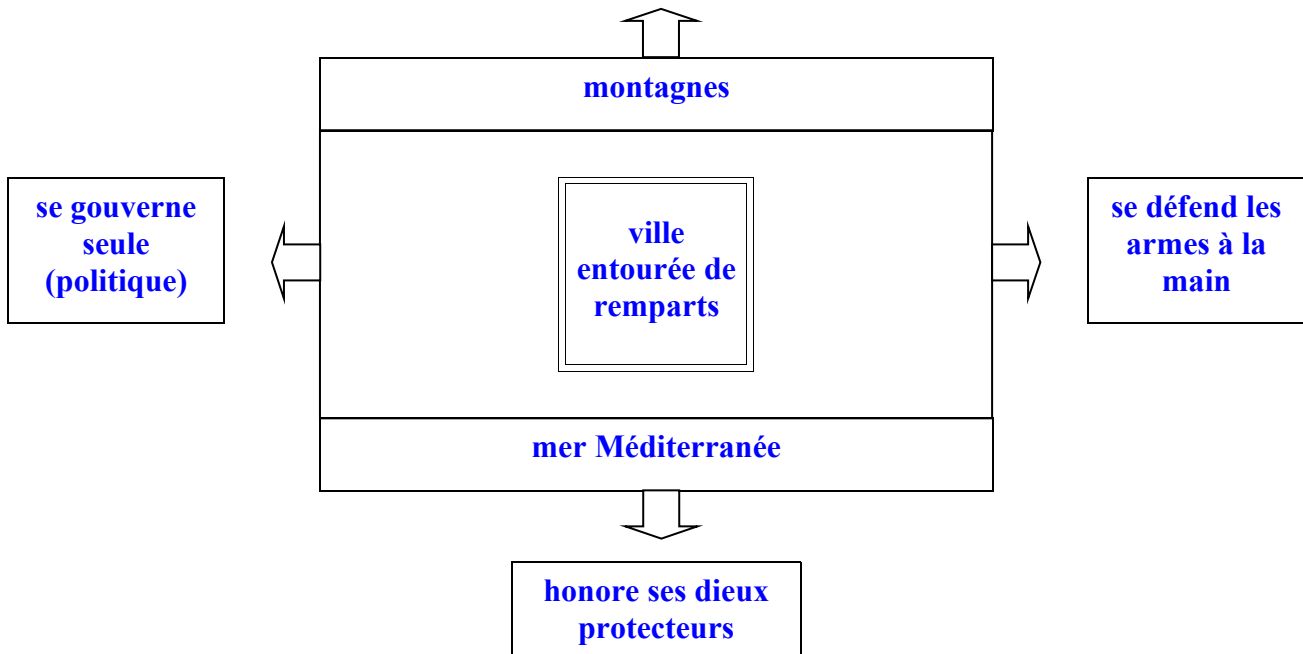 montagnes
se gouverne
seule
(politique)
ville
entourée de
remparts
se défend les
armes à la
main
mer Méditerranée
honore ses dieux
protecteurs